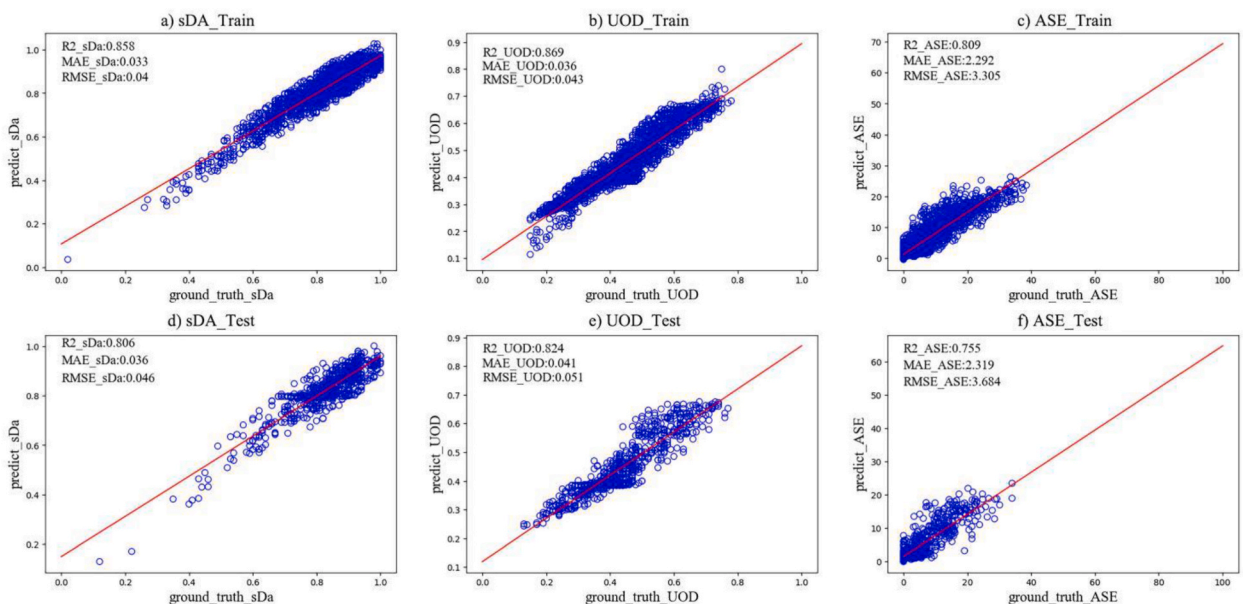 a) sDA_Train
R2_sDa:0.858
MAE_sDa:0.033
RMSE_sDa:0.04
predict_sDa
1.0
0.8
0.6
0.4
0.2
0.0
0.0 0.2 0.4 0.6 0.8 1.0
ground_truth_sDa
b) UOD_Train
R2_UOD:0.869
MAE_UOD:0.036
RMSE_UOD:0.043
predict_UOD
0.9
0.8
0.7
0.6
0.5
0.4
0.3
0.2
0.1
0.0 0.2 0.4 0.6 0.8 1.0
ground_truth_UOD
c) ASE_Train
R2_ASE:0.809
MAE_ASE:2.292
RMSE_ASE:3.305
predict_ASE
70
60
50
40
30
20
10
0
0 20 40 60 80 100
ground_truth_ASE
d) sDA_Test
R2_sDa:0.806
MAE_sDa:0.036
RMSE_sDa:0.046
predict_sDa
1.0
0.8
0.6
0.4
0.2
0.0 0.2 0.4 0.6 0.8 1.0
ground_truth_sDa
e) UOD_Test
R2_UOD:0.824
MAE_UOD:0.041
RMSE_UOD:0.051
predict_UOD
0.9
0.8
0.7
0.6
0.5
0.4
0.3
0.2
0.1
0.0 0.2 0.4 0.6 0.8 1.0
ground_truth_UOD
f) ASE_Test
R2_ASE:0.755
MAE_ASE:2.319
RMSE_ASE:3.684
predict_ASE
60
50
40
30
20
10
0
0 20 40 60 80 100
ground_truth_ASE